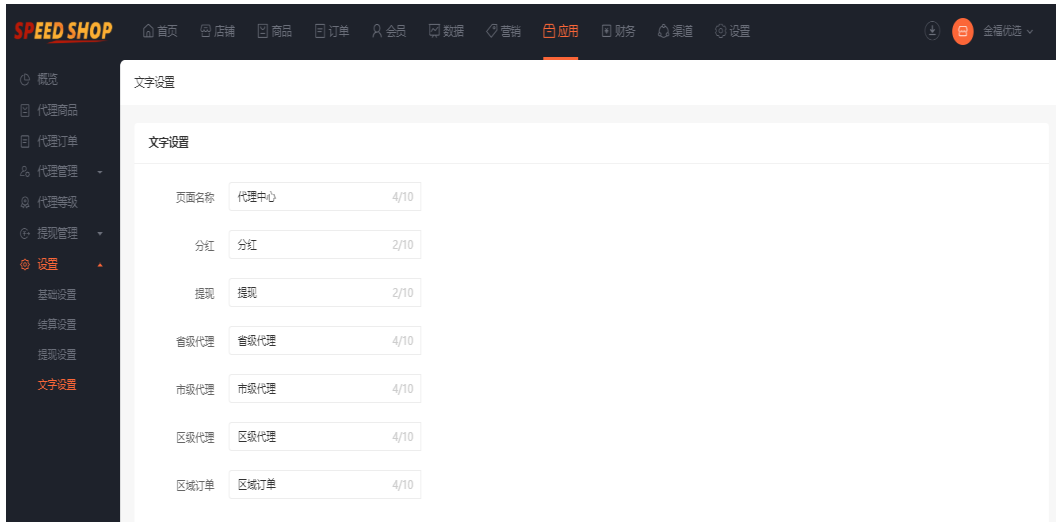 SPEED SHOP 首页 店铺 商品 订单 会员 数据 营销 应用 财务 渠道 设置 金福优选
概览
代理商品
代理订单
代理管理
代理等级
提现管理
设置
基础设置
结算设置
提现设置
文字设置
文字设置
文字设置
页面名称 代理中心 4/10
分红 分红 2/10
提现 提现 2/10
省级代理 省级代理 4/10
市级代理 市级代理 4/10
区级代理 区级代理 4/10
区域订单 区域订单 4/10